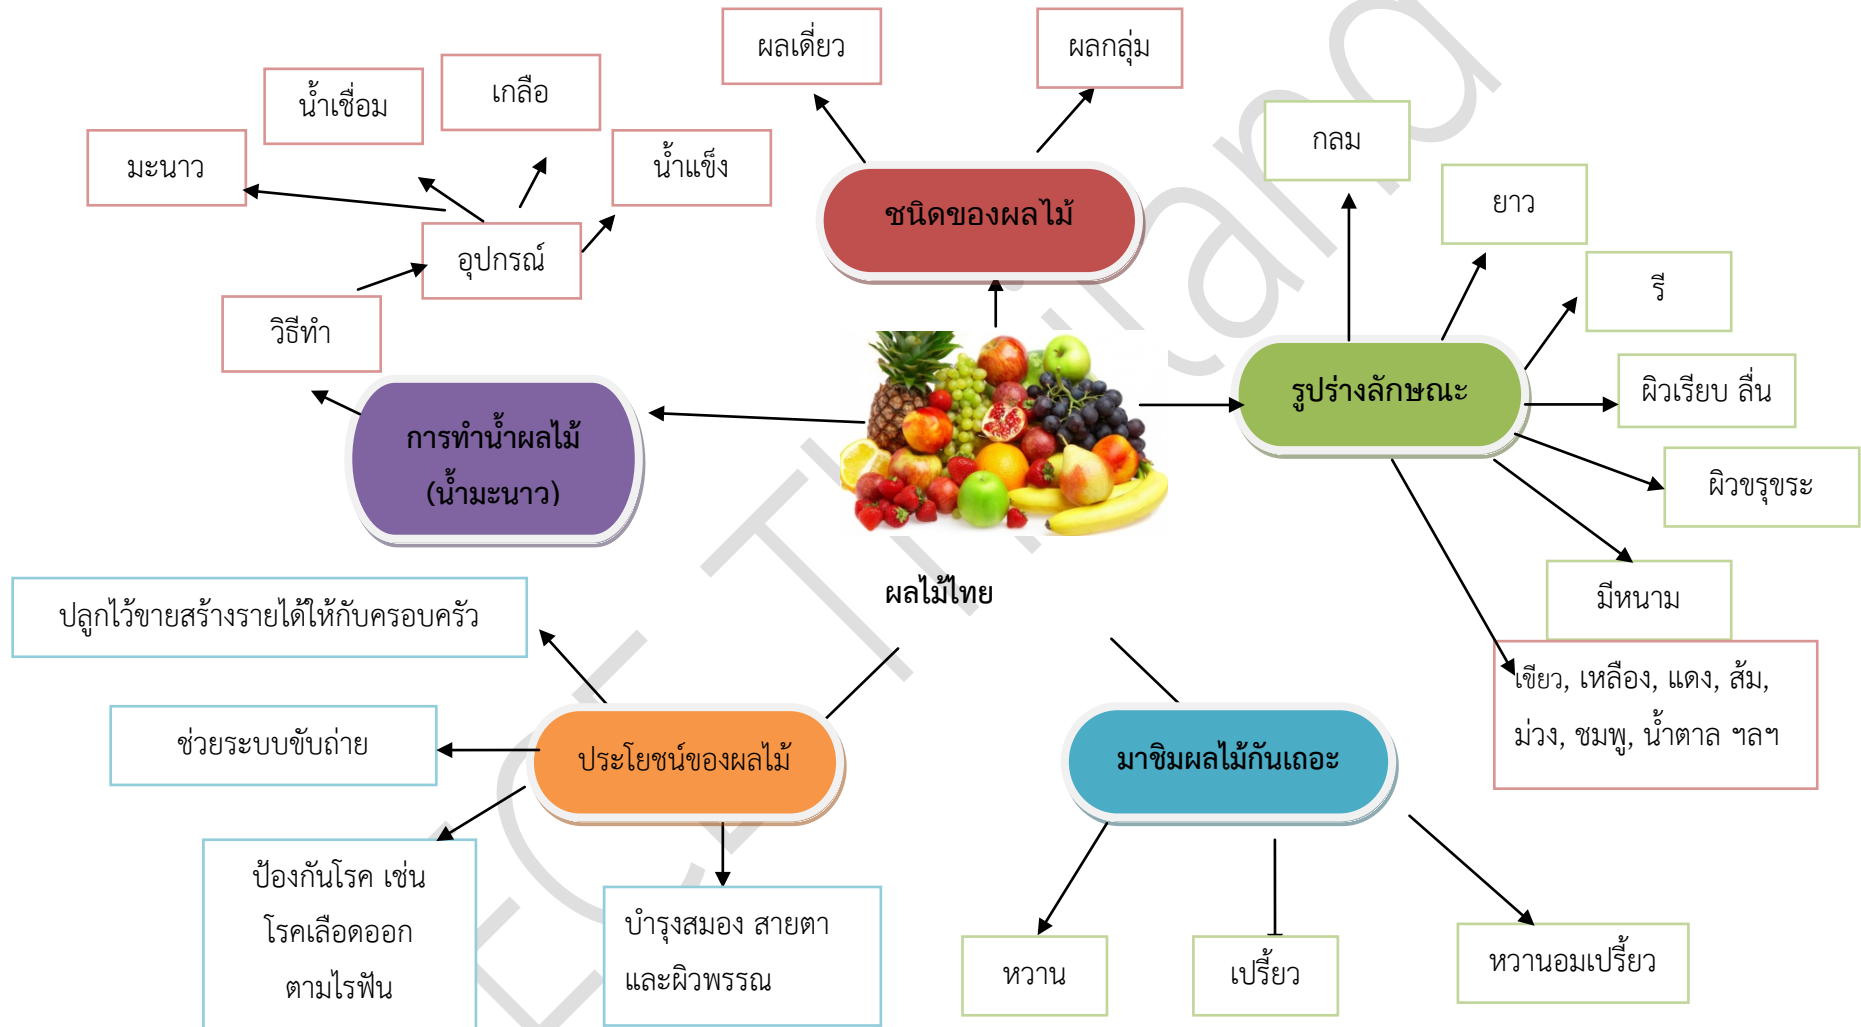 ผลเดี่ยว
ผลกลุ่ม
น้ำเชื่อม
เกลือ
มะนาว
น้ำแข็ง
กลม
ชนิดของผลไม้
ยาว
อุปกรณ์
รี
วิธีทำ
รูปร่างลักษณะ
ผิวเรียบ ลื่น
การทำน้ำผลไม้
(น้ำมะนาว)
ผิวขรุขระ
ผลไม้ไทย
มีหนาม
ปลูกไว้ขายสร้างรายได้ให้กับครอบครัว
เขียว, เหลือง, แดง, ส้ม,
ม่วง, ชมพู, น้ำตาล ฯลฯ
ช่วยระบบขับถ่าย
ประโยชน์ของผลไม้
มาชิมผลไม้กันเถอะ
ป้องกันโรค เช่น
โรคเลือดออก
ตามไรฟัน
บำรุงสมอง สายตา
และผิวพรรณ
หวาน
เปรี้ยว
หวานอมเปรี้ยว
ECE Thailand